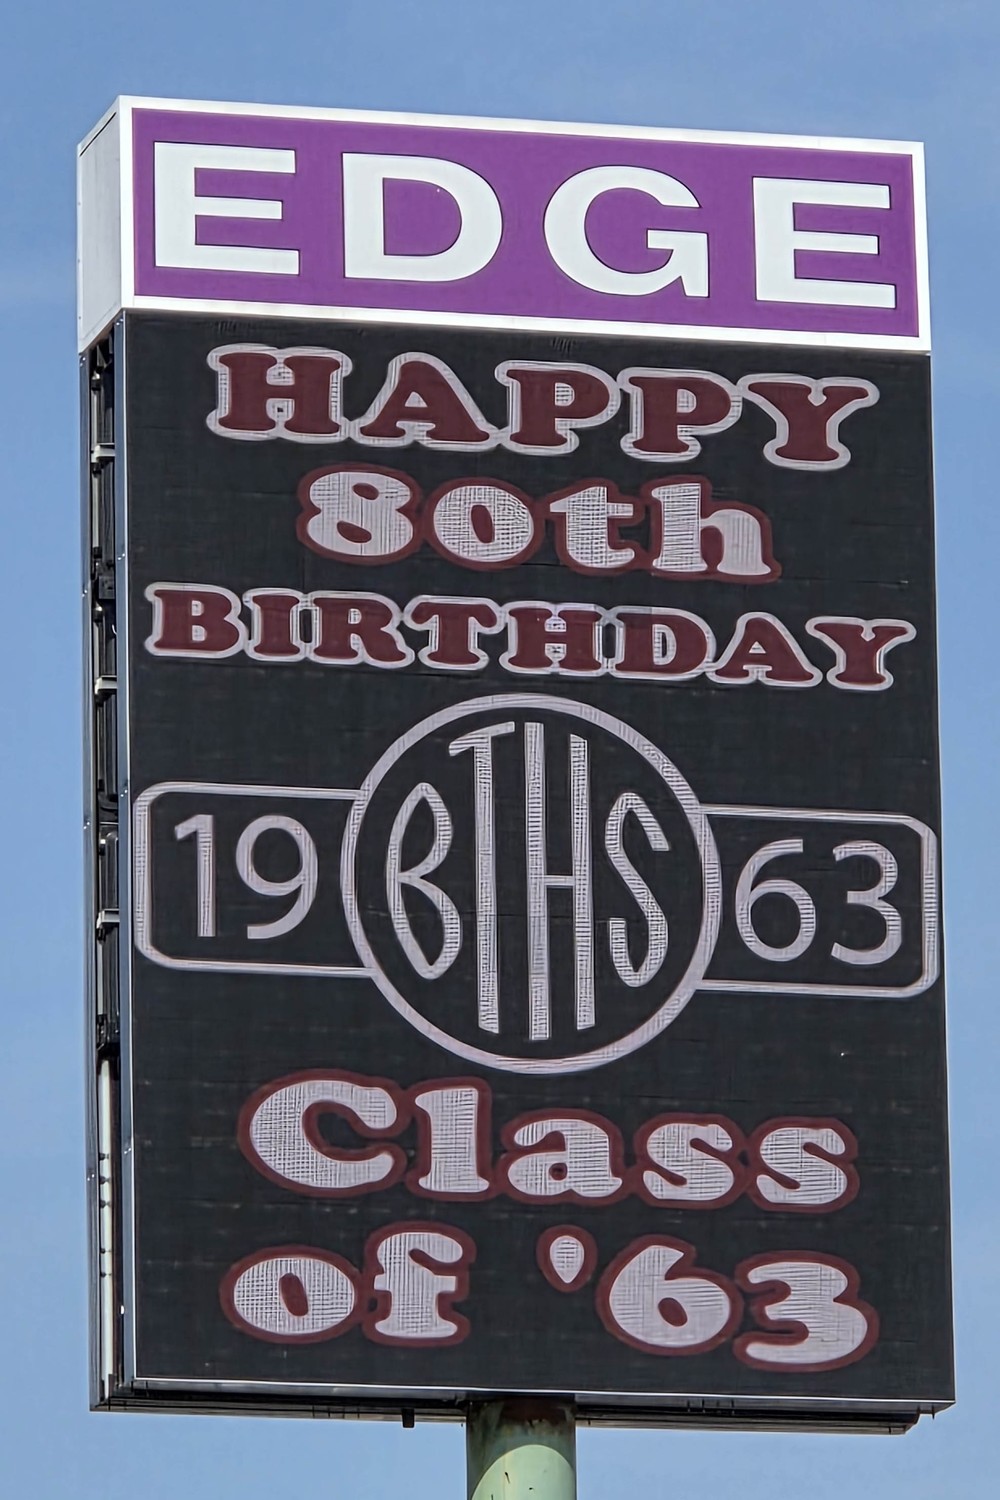 EDGE
HAPPY
80th
BIRTHDAY
19 BTHS 63
Class
of '63